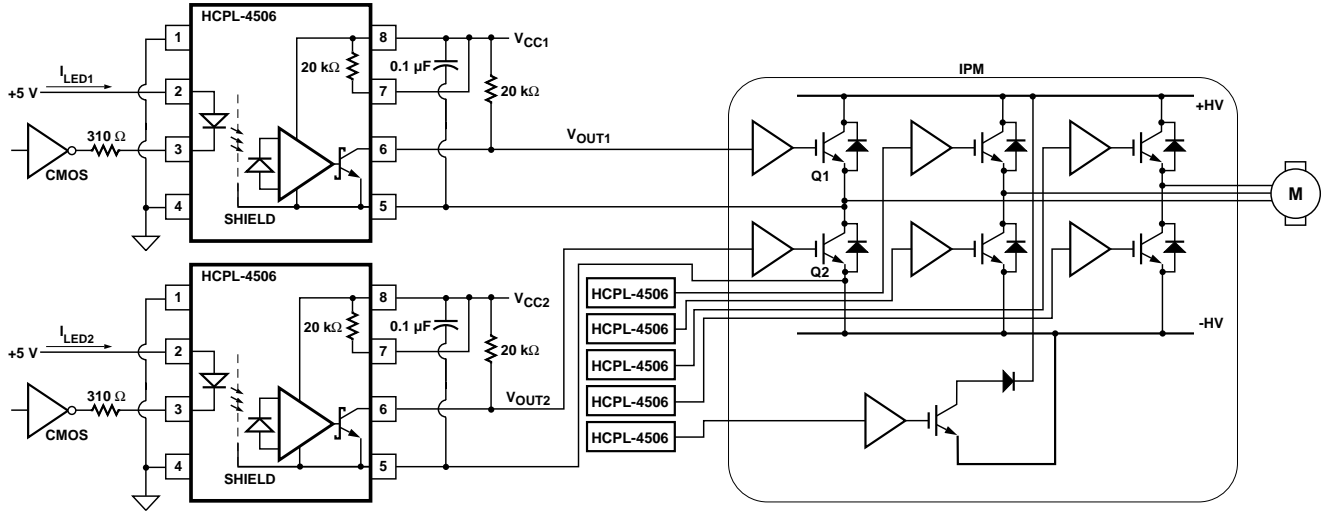 HCPL-4506
1
2
3
4
8
7
6
5
I LED1
+5 V
310 Ω
CMOS
20 kΩ
0.1 µF
20 kΩ
V CC1
V OUT1
SHIELD
HCPL-4506
1
2
3
4
8
7
6
5
I LED2
+5 V
310 Ω
CMOS
20 kΩ
0.1 µF
20 kΩ
V CC2
V OUT2
SHIELD
HCPL-4506
HCPL-4506
HCPL-4506
HCPL-4506
HCPL-4506
IPM
+HV
Q1
Q2
M
-HV